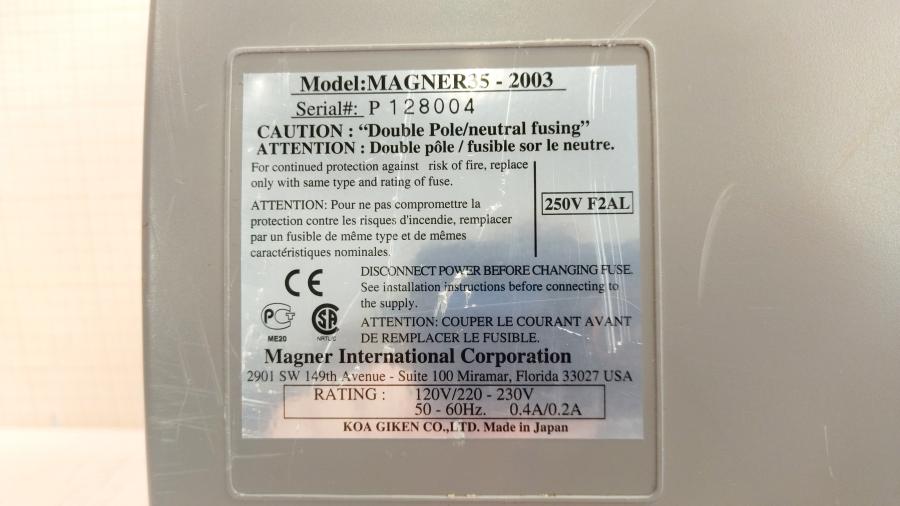 Model:MAGNER35 - 2003
Serial#: P 128004
CAUTION : “Double Pole/neutral fusing”
ATTENTION : Double pôle / fusible sor le neutre.
For continued protection against risk of fire, replace
only with same type and rating of fuse.
ATTENTION: Pour ne pas compromettre la
protection contre les risques d'incendie, remplacer
par un fusible de même type et de mêmes
caractéristiques nominales.
250V F2AL
CE
DISCONNECT POWER BEFORE CHANGING FUSE.
See installation instructions before connecting to
the supply.
PCT
ME20
SA
NRTL/C
ATTENTION: COUPER LE COURANT AVANT
DE REMPLACER LE FUSIBLE.
Magner International Corporation
2901 SW 149th Avenue - Suite 100 Miramar, Florida 33027 USA
RATING : 120V/220 - 230V
50 - 60Hz. 0.4A/0.2A
KOA GIKEN CO.,LTD. Made in Japan